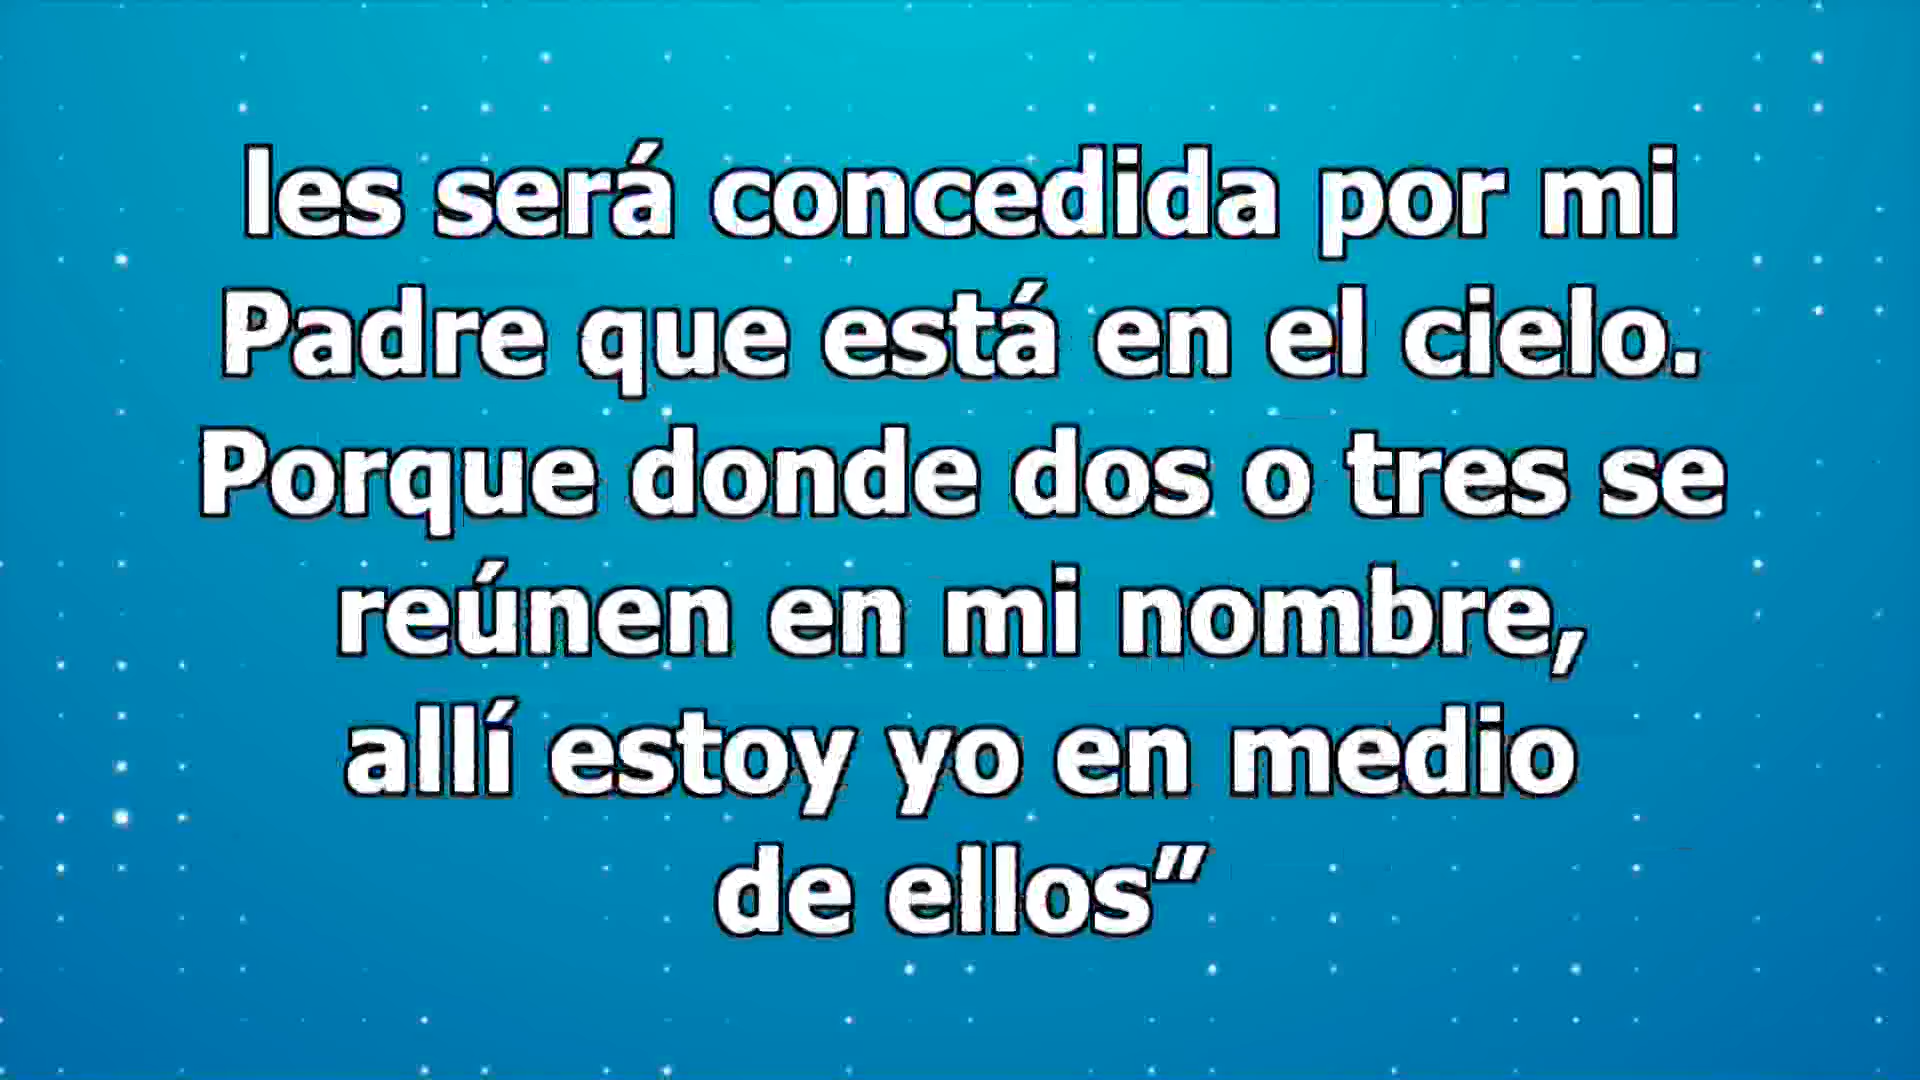 les será concedida por mi
Padre que está en el cielo.
Porque donde dos o tres se
reúnen en mi nombre,
allí estoy yo en medio
de ellos”